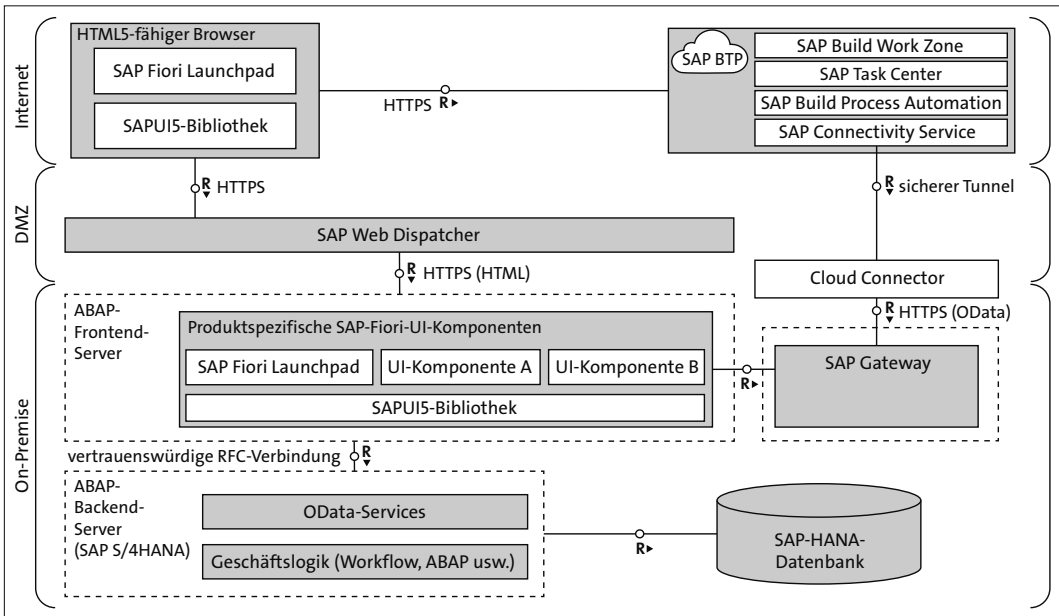 Internet
HTML5-fähiger Browser
SAP Fiori Launchpad
SAPUI5-Bibliothek
HTTPS R
SAP BTP
SAP Build Work Zone
SAP Task Center
SAP Build Process Automation
SAP Connectivity Service
DMZ
R HTTPS
R sicherer Tunnel
SAP Web Dispatcher
R HTTPS (HTML)
Cloud Connector
On-Premise
R HTTPS (OData)
ABAP-
Frontend-
Server
Produktspezifische SAP-Fiori-UI-Komponenten
SAP Fiori Launchpad
UI-Komponente A
UI-Komponente B
SAPUI5-Bibliothek
R
SAP Gateway
vertrauenswürdige RFC-Verbindung R
ABAP-
Backend-
Server
(SAP S/4HANA)
OData-Services
Geschäftslogik (Workflow, ABAP usw.)
R
SAP-HANA-
Datenbank